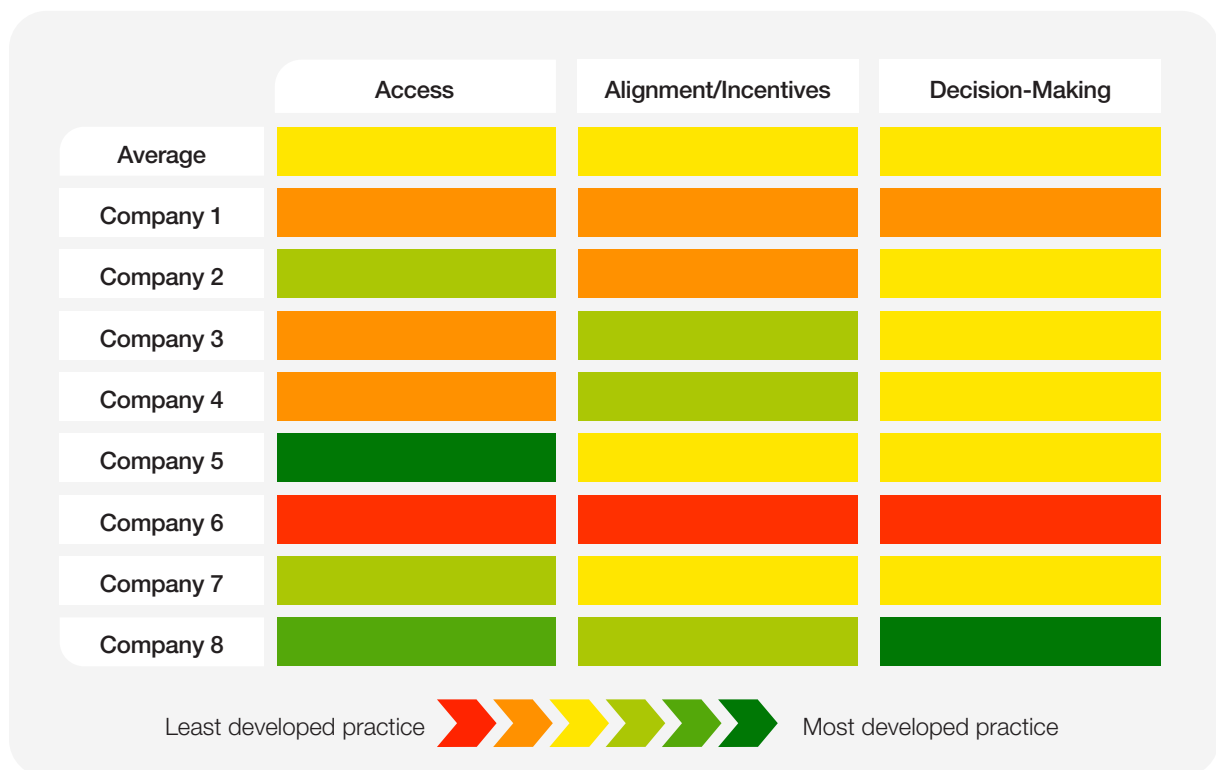 Access Alignment/Incentives Decision-Making
Average
Company 1
Company 2
Company 3
Company 4
Company 5
Company 6
Company 7
Company 8
Least developed practice Most developed practice